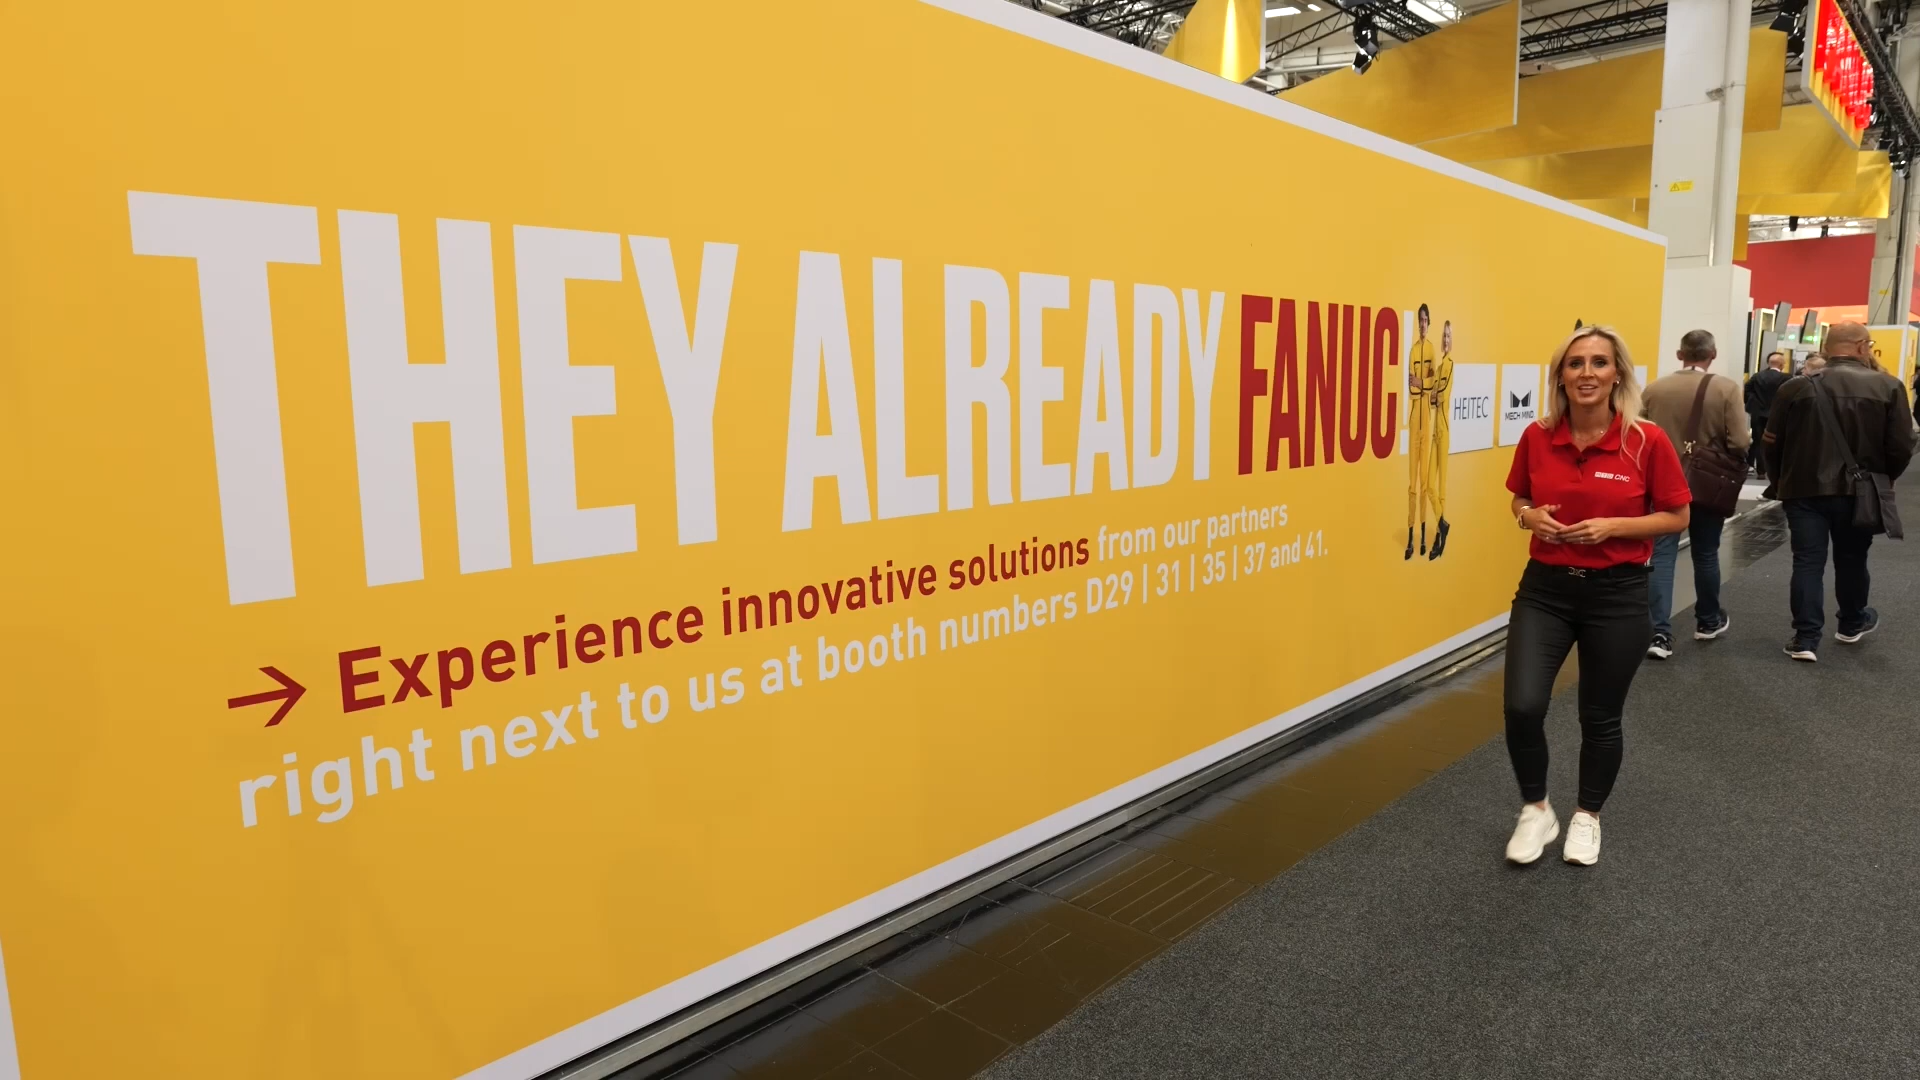 THEY ALREADY FANUC!
→ Experience innovative solutions from our partners
right next to us at booth numbers D29 | 31 | 35 | 37 and 41.
HEITEC
MECH MIND
CNC